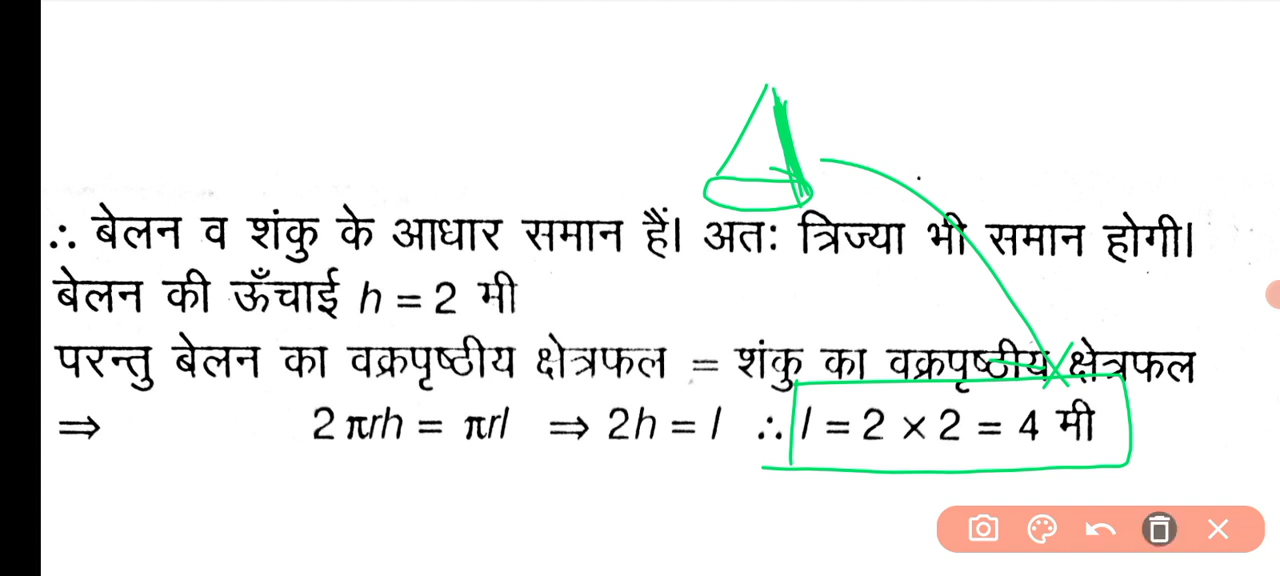 ∴ बेलन व शंकु के आधार समान हैं। अतः त्रिज्या भी समान होगी।
बेलन की ऊँचाई h = 2 मी
परन्तु बेलन का वक्रपृष्ठीय क्षेत्रफल = शंकु का वक्रपृष्ठीय क्षेत्रफल
⇒ 2πrh = πrl ⇒ 2h = l ∴ l = 2 × 2 = 4 मी